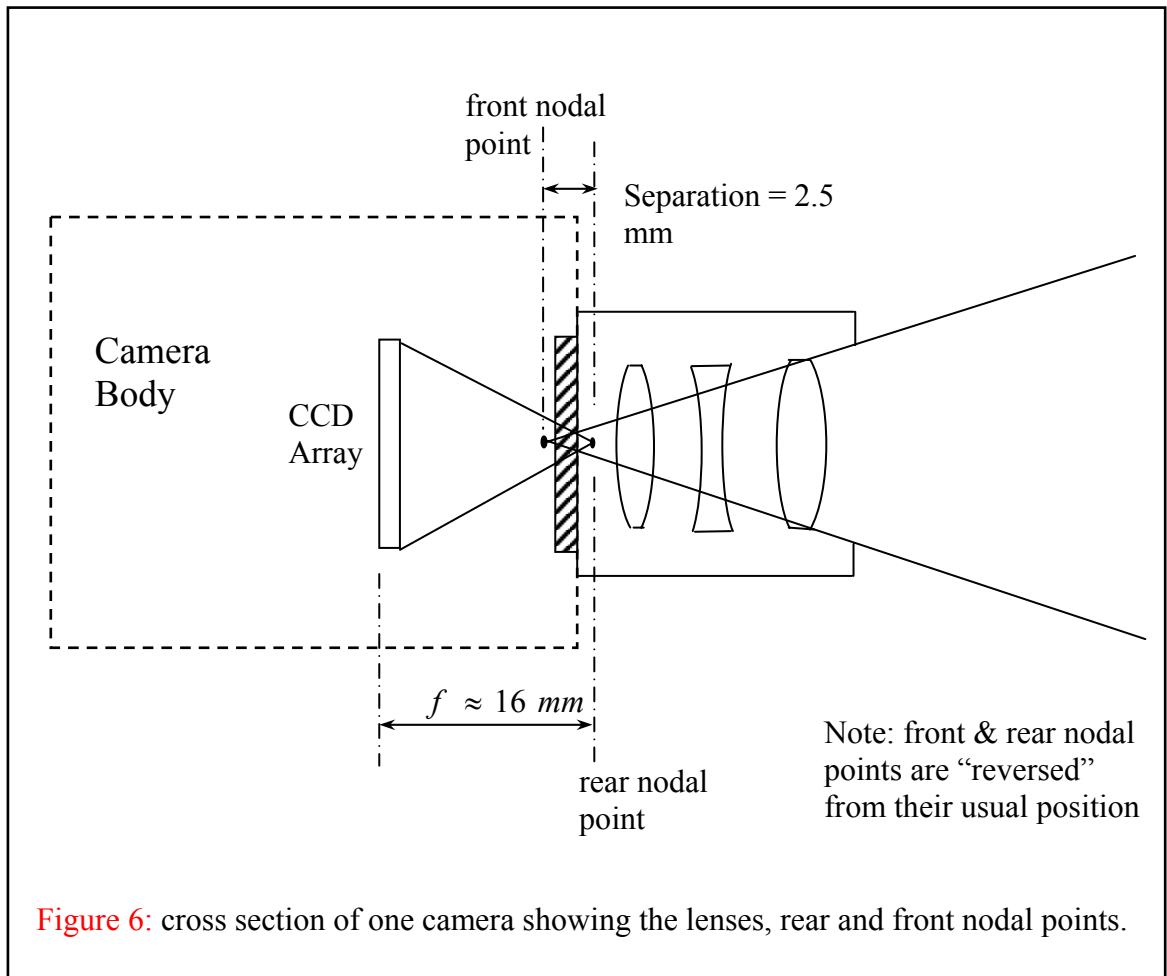 front nodal
point
Separation = 2.5
mm
Camera
Body
CCD
Array
f ≈ 16 mm
rear nodal
point
Note: front & rear nodal
points are “reversed”
from their usual position
Figure 6: cross section of one camera showing the lenses, rear and front nodal points.